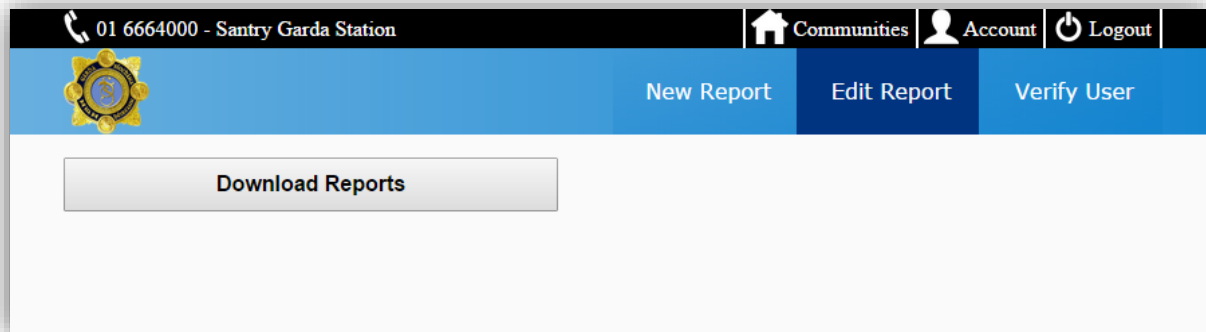 01 6664000 - Santry Garda Station Communities Account Logout
New Report Edit Report Verify User
Download Reports